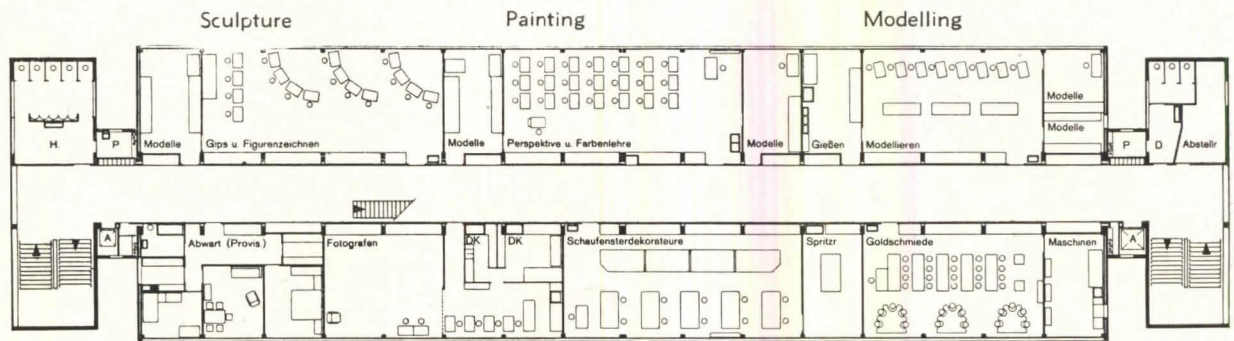 Sculpture
Painting
Modelling
H.
P
Modelle
Gips u. Figurenzeichnen
Modelle
Perspektive u. Farbenlehre
Modelle
Gießen
Modellieren
Modelle
Modelle
P
D.
Abstellr
A
Abwart (Provis.)
Fotografen
DK
DK
Schaufensterdekorateure
Spritzr
Goldschmiede
Maschinen
A